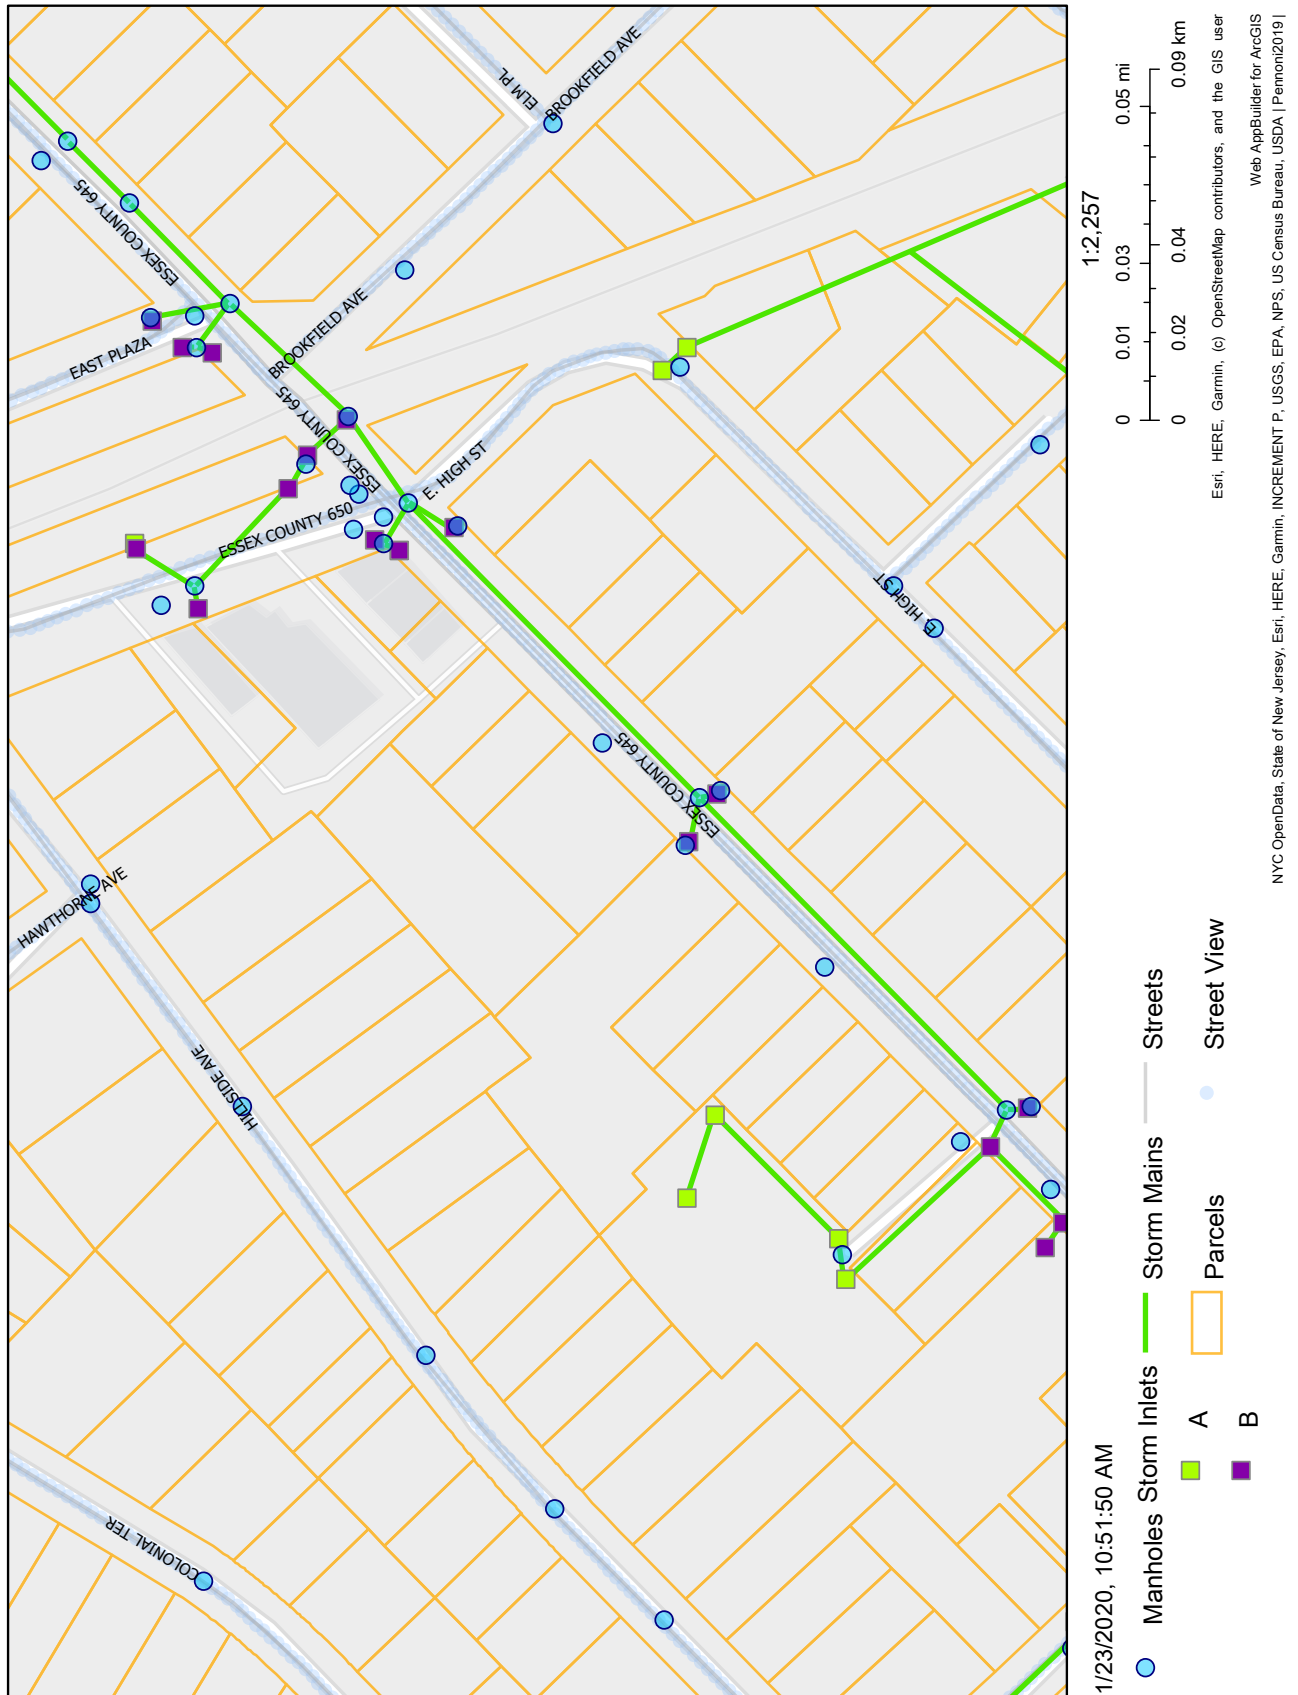 COLONIAL TER
HILLSIDE AVE
HAWTHORNE AVE
ESSEX COUNTY 650
EAST PLAZA
ESSEX COUNTY 645
ESSEX COUNTY 645
ESSEX COUNTY 645
ESSEX COUNTY 645
BROOKFIELD AVE
BROOKFIELD AVE
ELM PL
E. HIGH ST
E. HIGH ST
1/23/2020, 10:51:50 AM
Manholes
Storm Inlets
A
B
Storm Mains
Parcels
Streets
Street View
1:2,257
0 0.01 0.03 0.05 mi
0 0.02 0.04 0.09 km
Esri, HERE, Garmin, (c) OpenStreetMap contributors, and the GIS user
Web AppBuilder for ArcGIS
NYC OpenData, State of New Jersey, Esri, HERE, Garmin, INCREMENT P, USGS, EPA, NPS, US Census Bureau, USDA | Pennoni2019 |